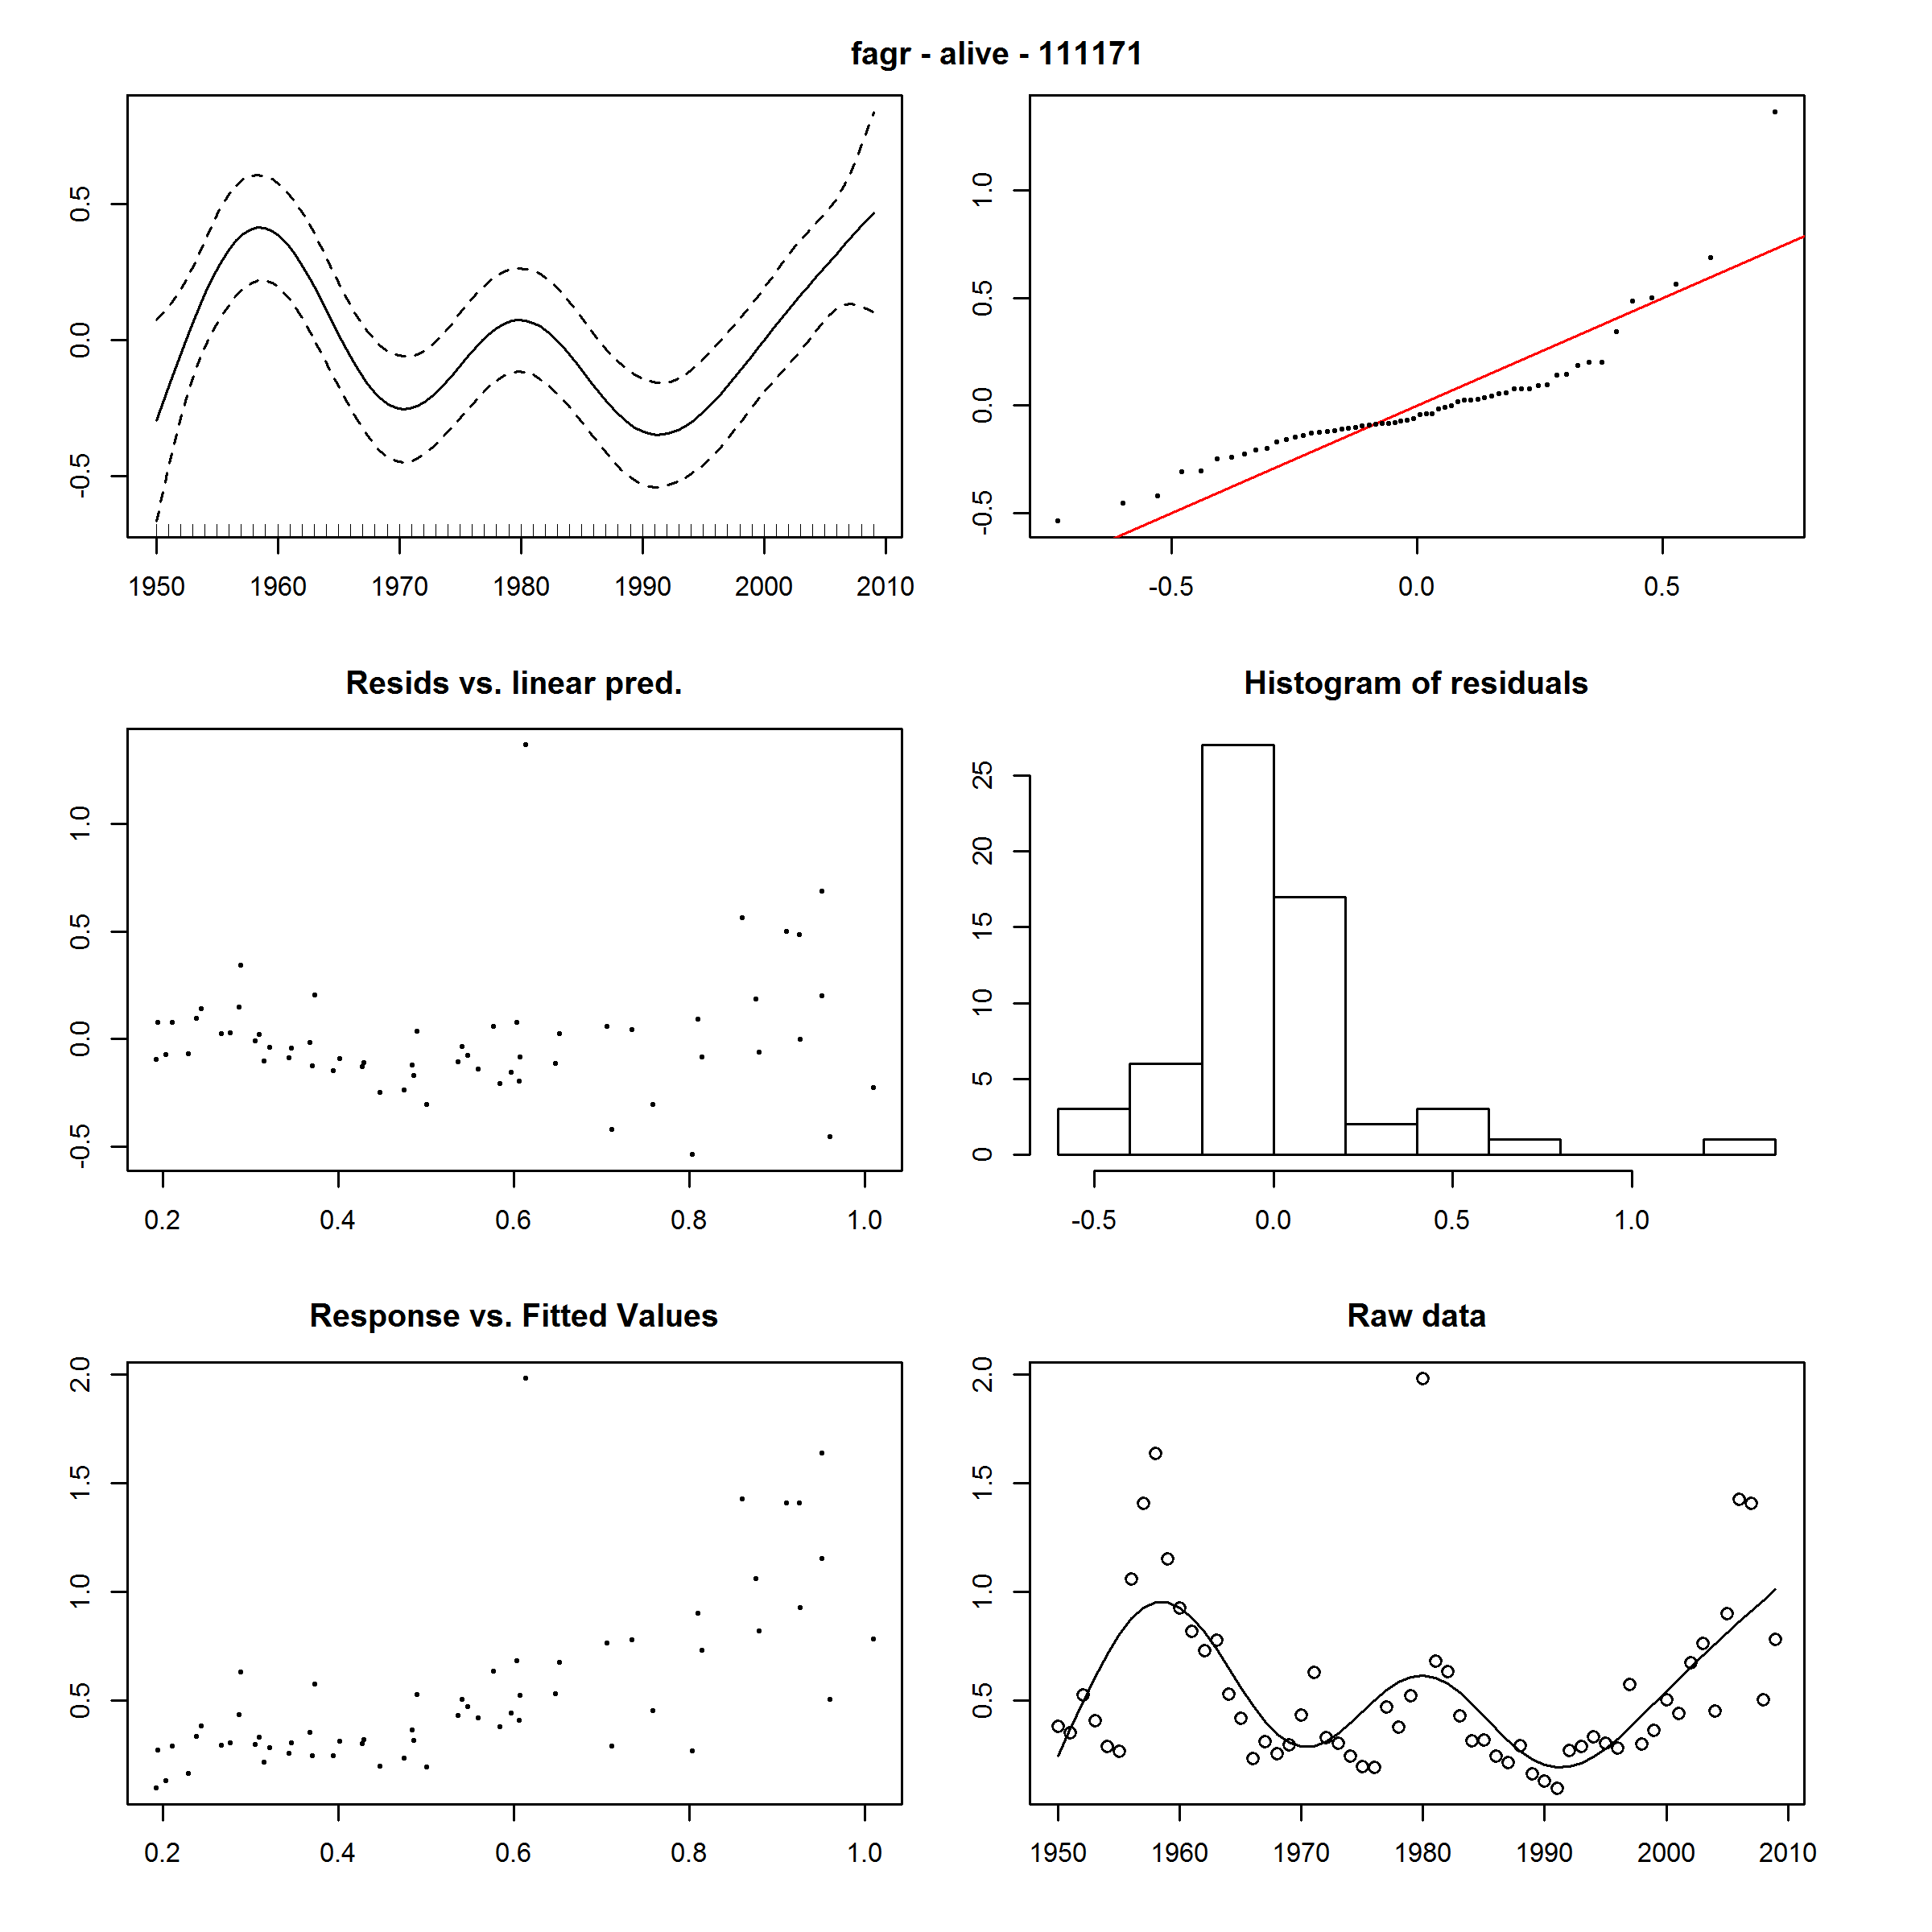 fagr - alive - 111171
0.5
0.0
-0.5
1950 1960 1970 1980 1990 2000 2010
1.0
0.5
0.0
-0.5
-0.5 0.0 0.5
Resids vs. linear pred.
1.0
0.5
0.0
-0.5
0.2 0.4 0.6 0.8 1.0
Histogram of residuals
25
20
15
10
5
0
-0.5 0.0 0.5 1.0
Response vs. Fitted Values
2.0
1.5
1.0
0.5
0.2 0.4 0.6 0.8 1.0
Raw data
2.0
1.5
1.0
0.5
1950 1960 1970 1980 1990 2000 2010